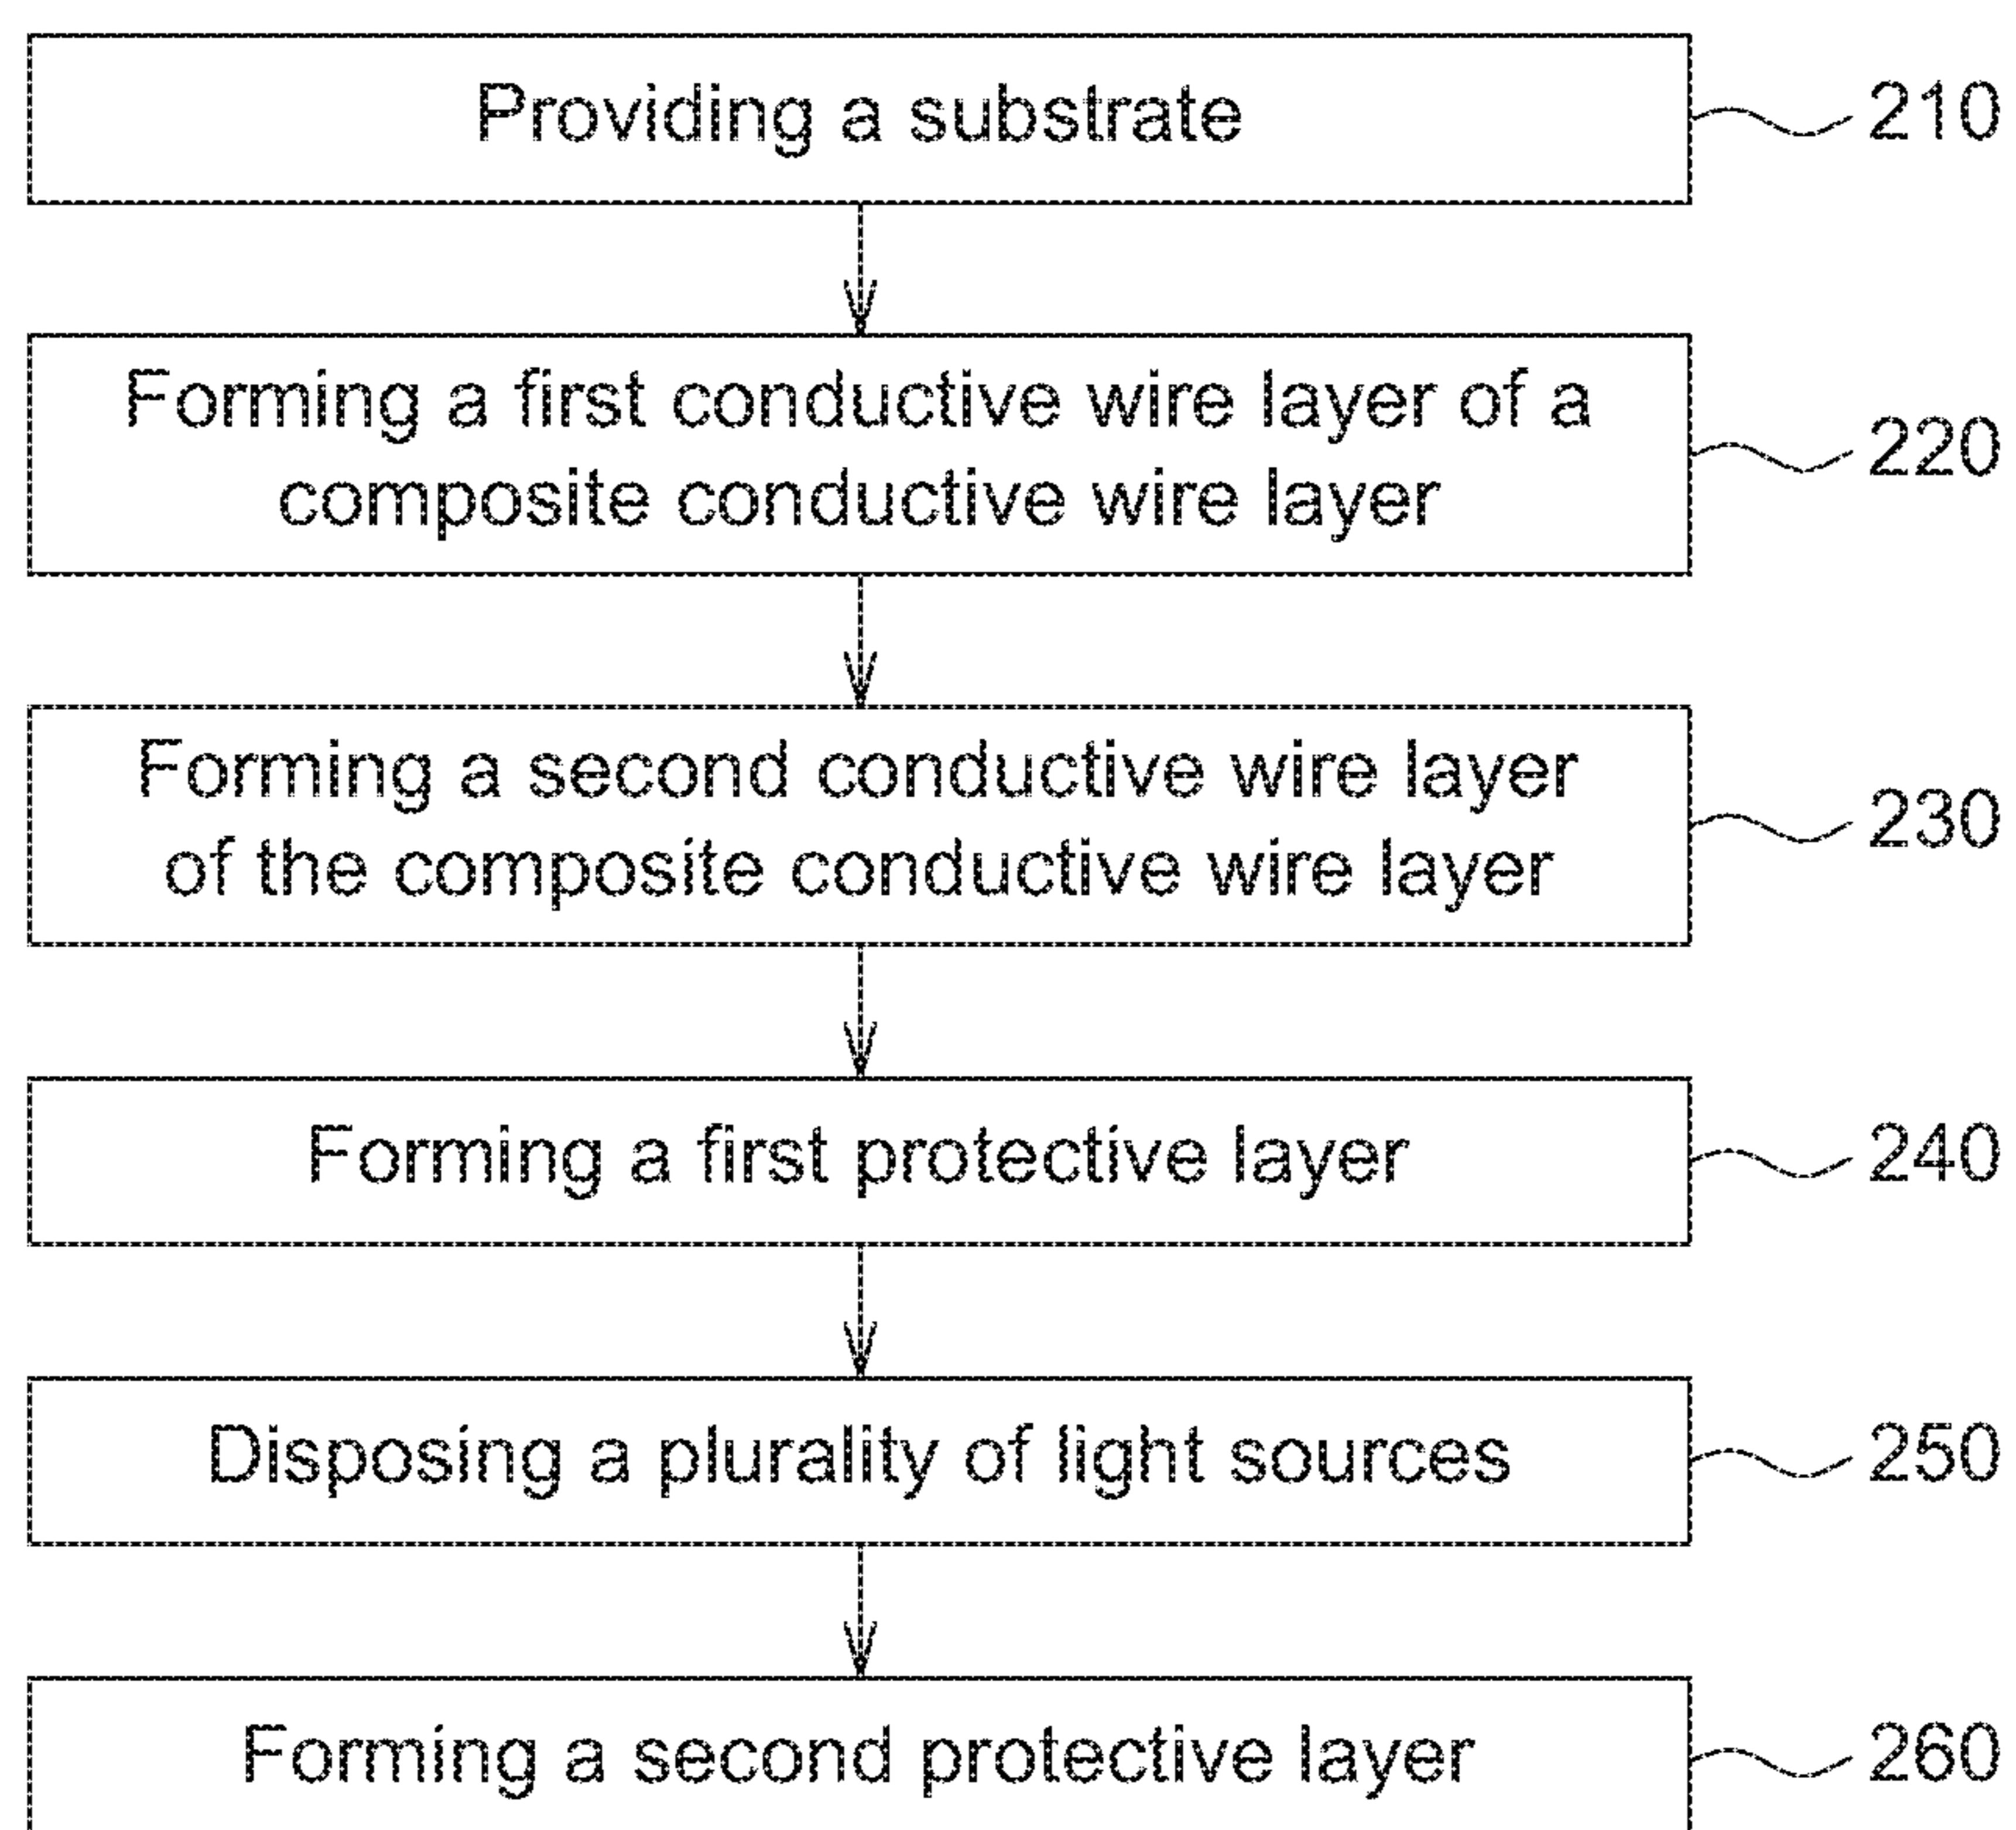 Providing a substrate
210
Forming a first conductive wire layer of a
composite conductive wire layer
220
Forming a second conductive wire layer
of the composite conductive wire layer
230
Forming a first protective layer
240
Disposing a plurality of light sources
250
Forming a second protective layer
260